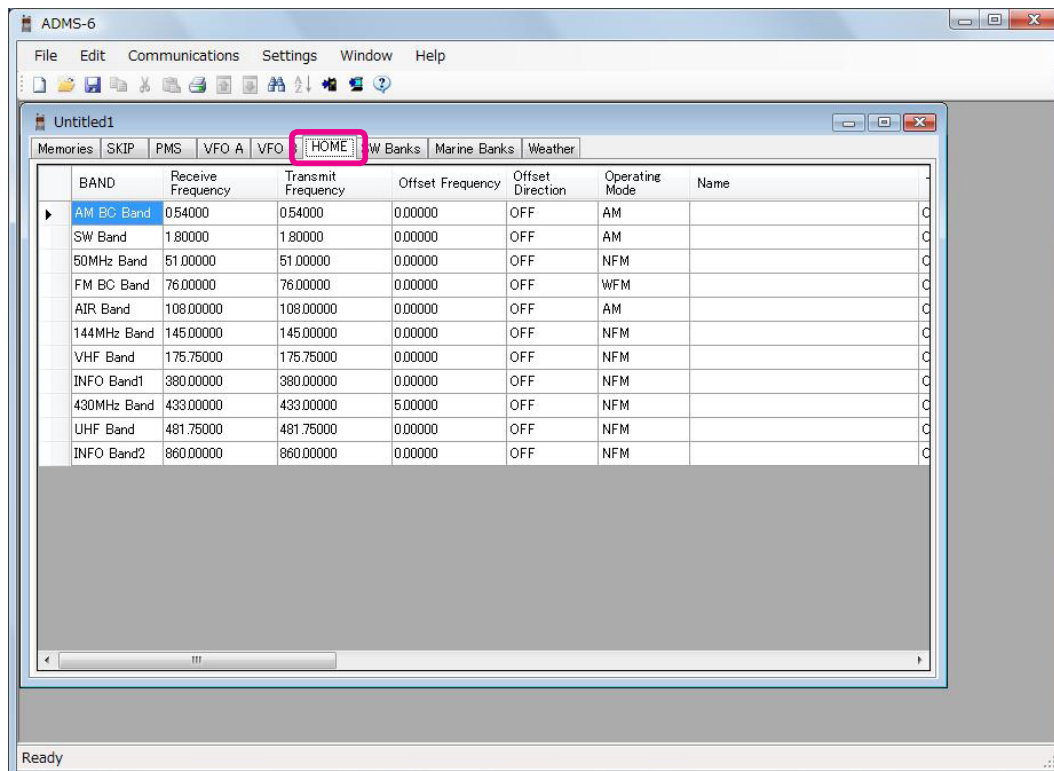 ADMS-6
File Edit Communications Settings Window Help
Untitled1
Memories SKIP PMS VFO A VFO HOME SW Banks Marine Banks Weather
BAND Receive Frequency Transmit Frequency Offset Frequency Offset Direction Operating Mode Name
AM BC Band 0.54000 0.54000 0.00000 OFF AM
SW Band 1.80000 1.80000 0.00000 OFF AM
50MHz Band 51.00000 51.00000 0.00000 OFF NFM
FM BC Band 76.00000 76.00000 0.00000 OFF WFM
AIR Band 108.00000 108.00000 0.00000 OFF AM
144MHz Band 145.00000 145.00000 0.00000 OFF NFM
VHF Band 175.75000 175.75000 0.00000 OFF NFM
INFO Band1 380.00000 380.00000 0.00000 OFF NFM
430MHz Band 433.00000 433.00000 5.00000 OFF NFM
UHF Band 481.75000 481.75000 0.00000 OFF NFM
INFO Band2 860.00000 860.00000 0.00000 OFF NFM
Ready